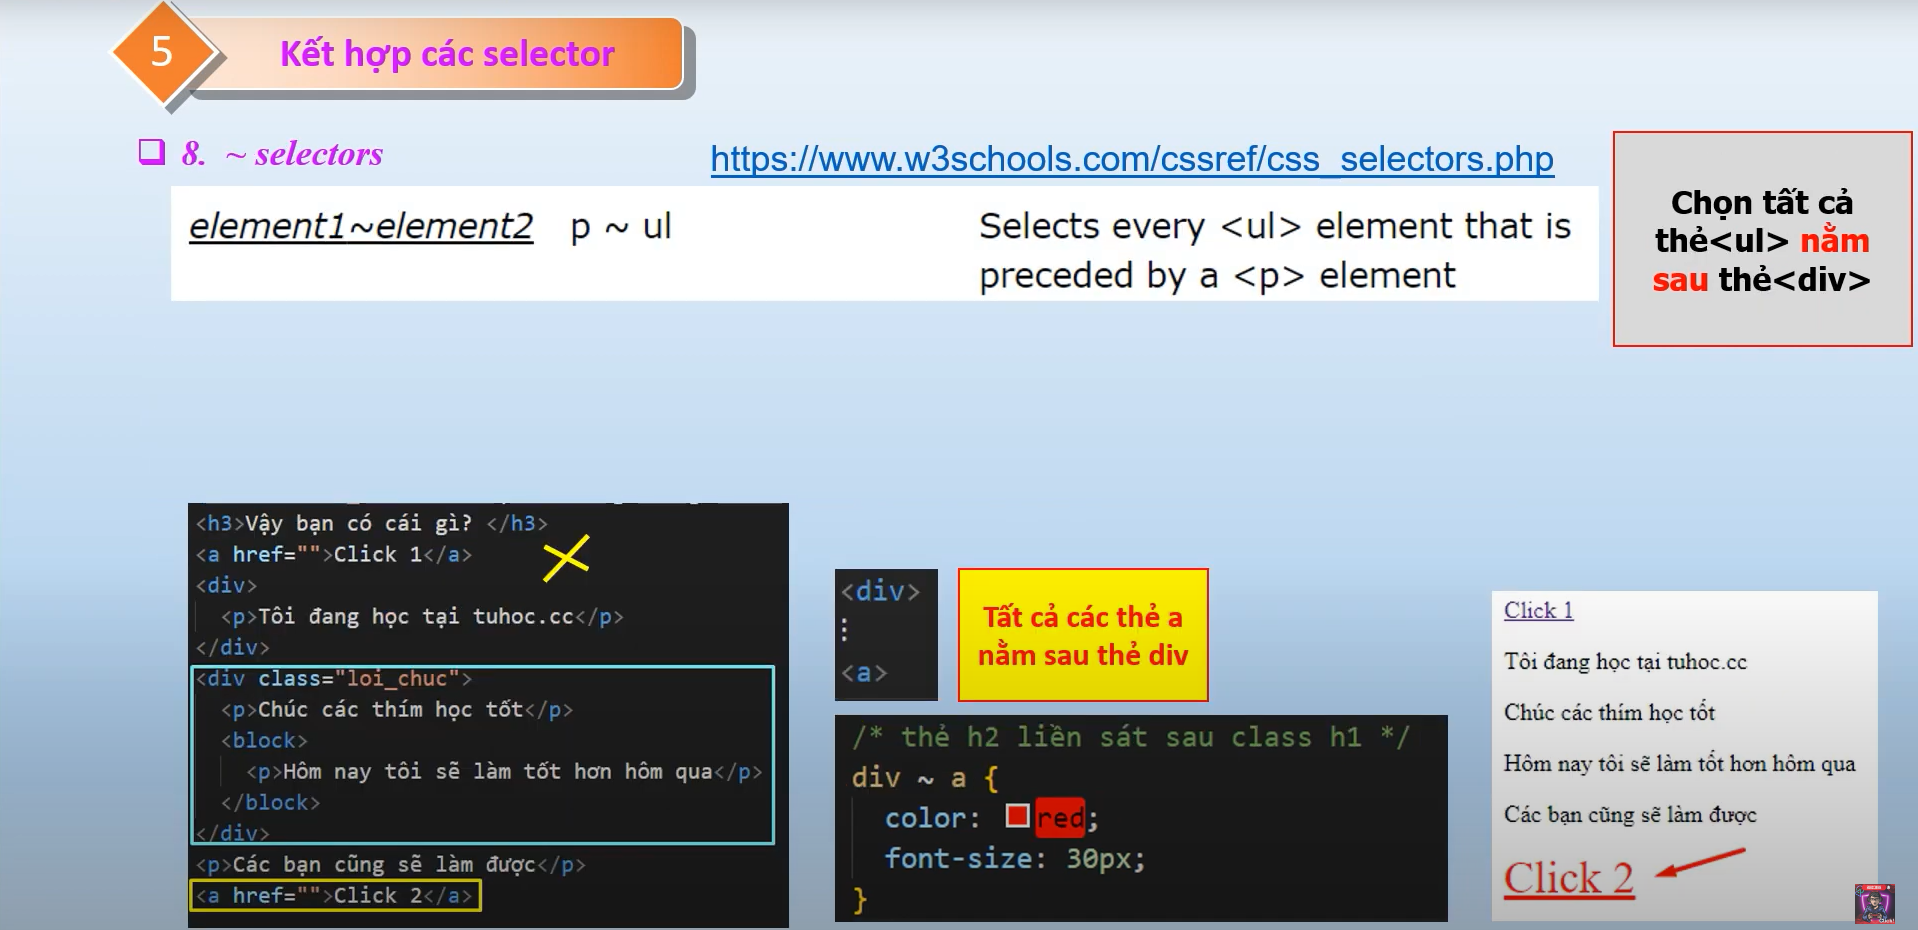 5
Kết hợp các selector
8. ~ selectors
https://www.w3schools.com/cssref/css_selectors.php
element1~element2 p ~ ul
Selects every <ul> element that is
preceded by a <p> element
Chọn tất cả
thẻ<ul> nằm
sau thẻ<div>
<h3>Vậy bạn có cái gì? </h3>
<a href="">Click 1</a>
<div>
<p>Tôi đang học tại tuhoc.cc</p>
</div>
<div class="loi_chuc">
<p>Chúc các thím học tốt</p>
<block>
<p>Hôm nay tôi sẽ làm tốt hơn hôm qua</p>
</block>
</div>
<p>Các bạn cũng sẽ làm được</p>
<a href="">Click 2</a>
<div>
⋮
<a>
Tất cả các thẻ a
nằm sau thẻ div
/* thẻ h2 liền sát sau class h1 */
div ~ a {
color: red;
font-size: 30px;
}
Click 1
Tôi đang học tại tuhoc.cc
Chúc các thím học tốt
Hôm nay tôi sẽ làm tốt hơn hôm qua
Các bạn cũng sẽ làm được
Click 2